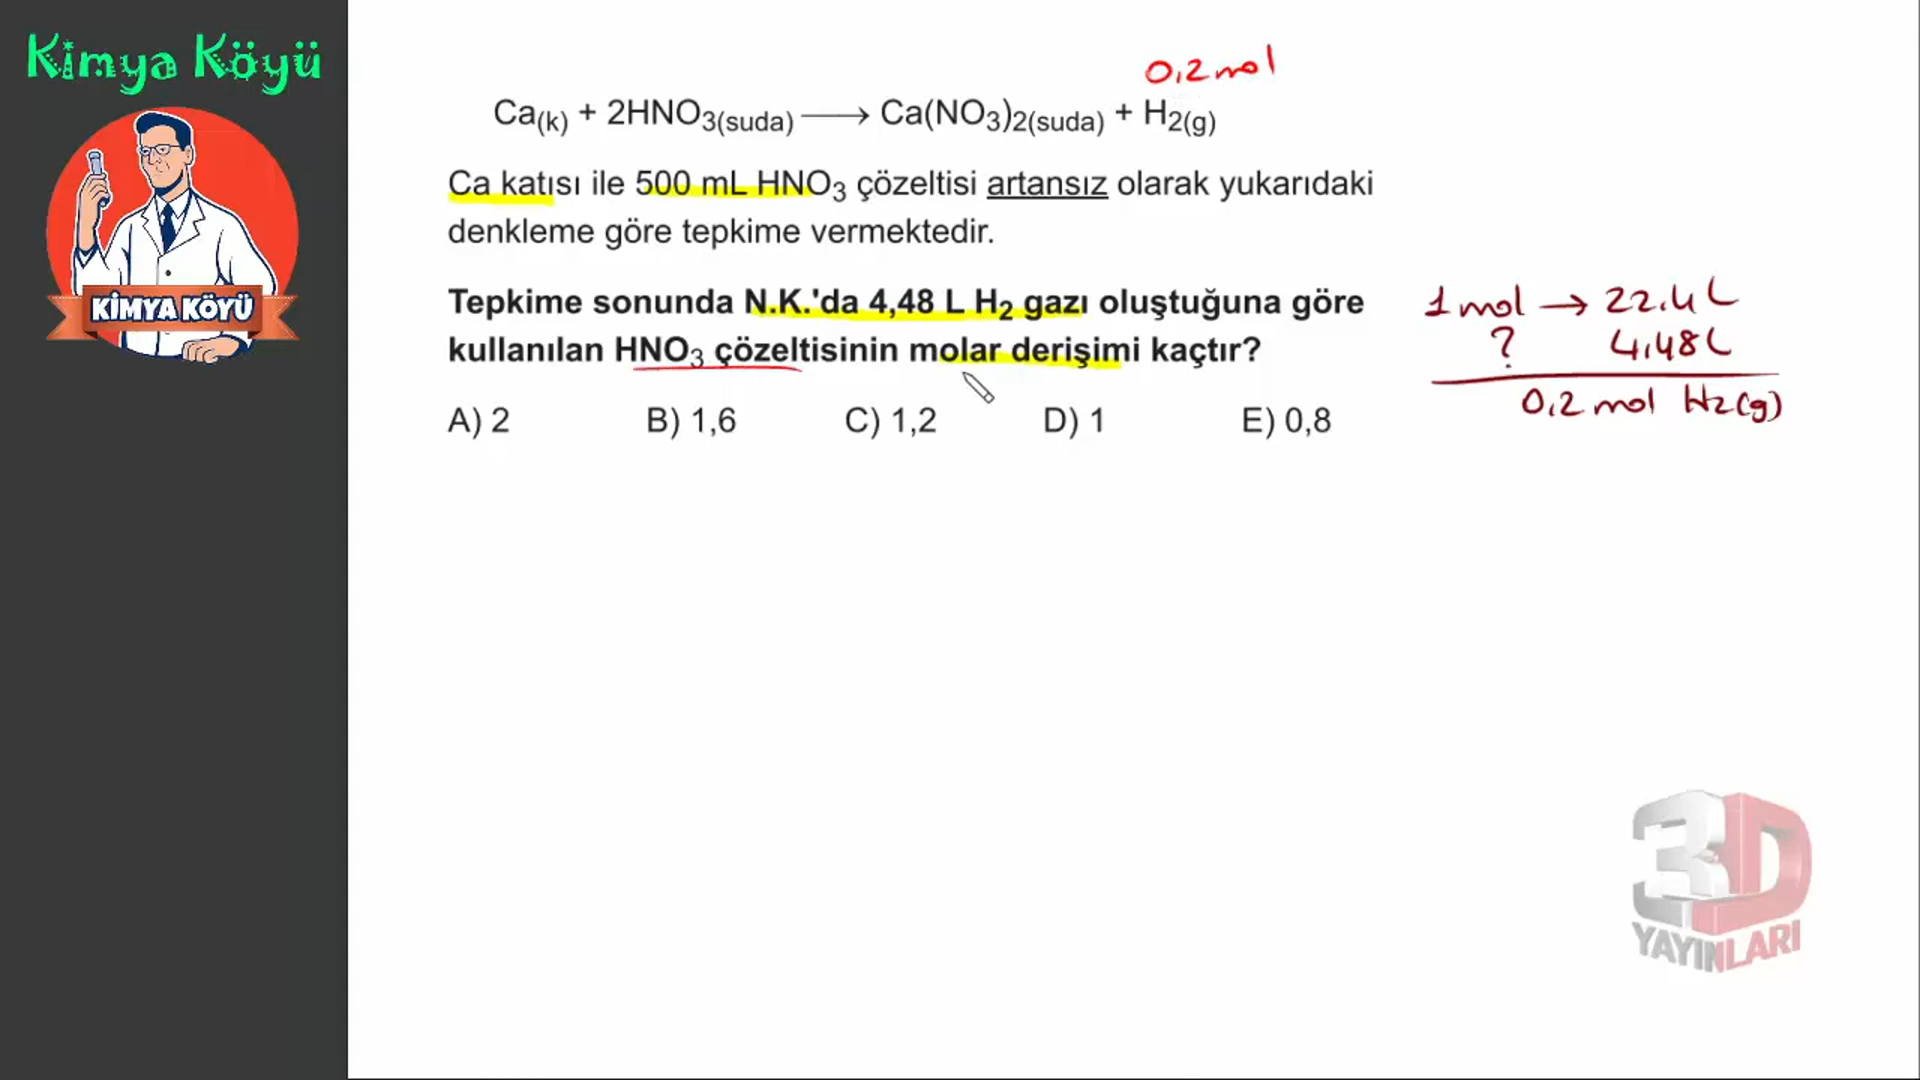 Kimya Köyü
KİMYA KÖYÜ
0,2 mol
Ca(k) + 2HNO3(suda) ⟶ Ca(NO3)2(suda) + H2(g)
Ca katısı ile 500 mL HNO3 çözeltisi artansız olarak yukarıdaki
denkleme göre tepkime vermektedir.
Tepkime sonunda N.K.'da 4,48 L H2 gazı oluştuğuna göre
kullanılan HNO3 çözeltisinin molar derişimi kaçtır?
A) 2 B) 1,6 C) 1,2 D) 1 E) 0,8
1 mol → 22.4 L
? 4,48 L
0,2 mol H2(g)
3D
YAYINLARI